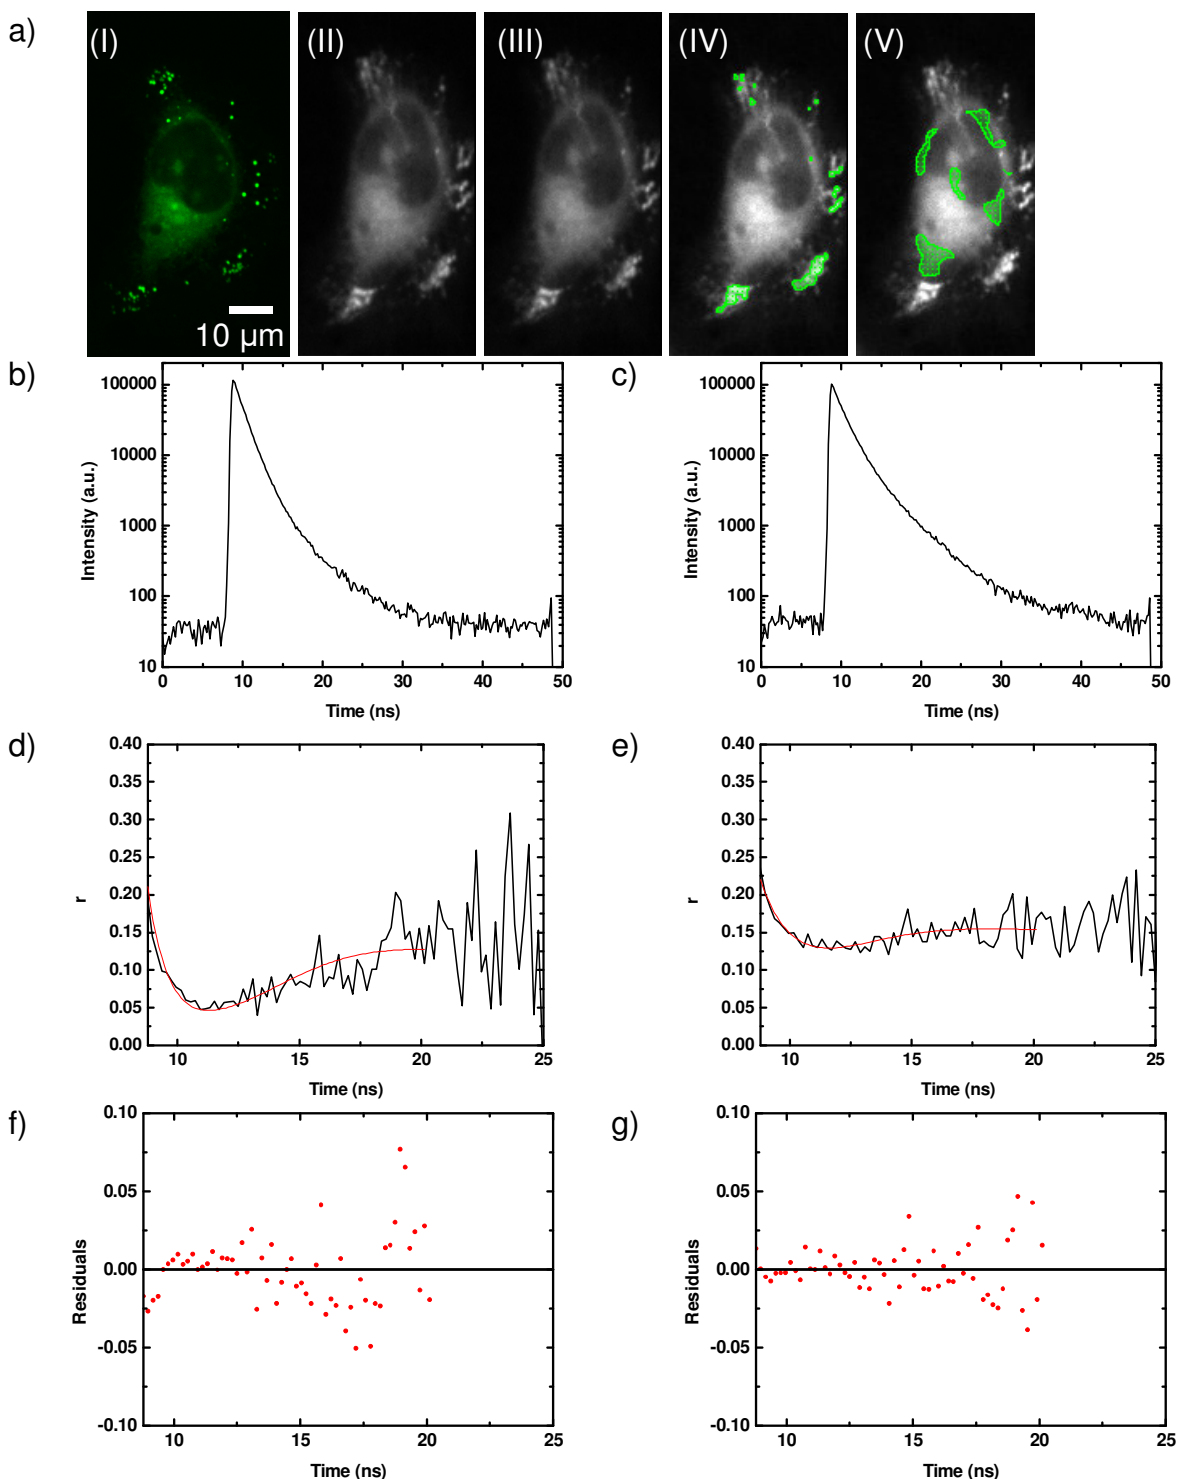 a)
(I) (II) (III) (IV) (V)
10 µm
b) c)
100000 100000
10000 10000
1000 1000
100 100
10 10
Intensity (a.u.) Intensity (a.u.)
0 10 20 30 40 50 0 10 20 30 40 50
Time (ns) Time (ns)
d) e)
0.40 0.40
0.35 0.35
0.30 0.30
0.25 0.25
0.20 0.20
r r
0.15 0.15
0.10 0.10
0.05 0.05
0.00 0.00
10 15 20 25 10 15 20 25
Time (ns) Time (ns)
f) g)
0.10 0.10
0.05 0.05
0.00 0.00
Residuals Residuals
-0.05 -0.05
-0.10 -0.10
10 15 20 25 10 15 20 25
Time (ns) Time (ns)